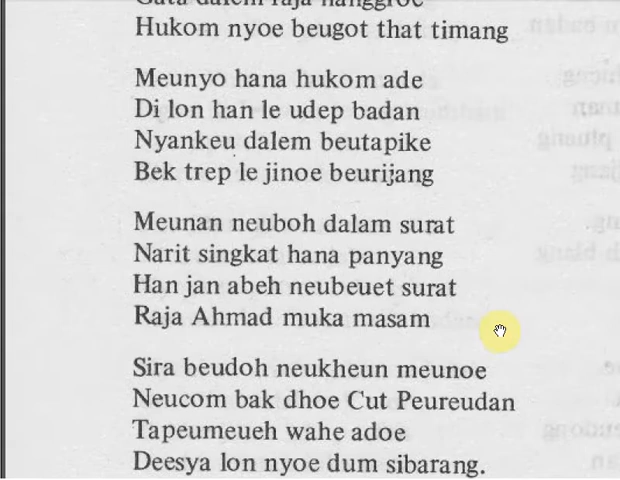 Hukom nyoe beugot that timang
Meunyo hana hukom ade
Di lon han le udep badan
Nyankeu dalem beutapike
Bek trep le jinoe beurijang
Meunan neuboh dalam surat
Narit singkat hana panyang
Han jan abeh neubeuet surat
Raja Ahmad muka masam
Sira beudoh neukheun meunoe
Neucom bak dhoe Cut Peureudan
Tapeumeueh wahe adoe
Deesya lon nyoe dum sibarang.